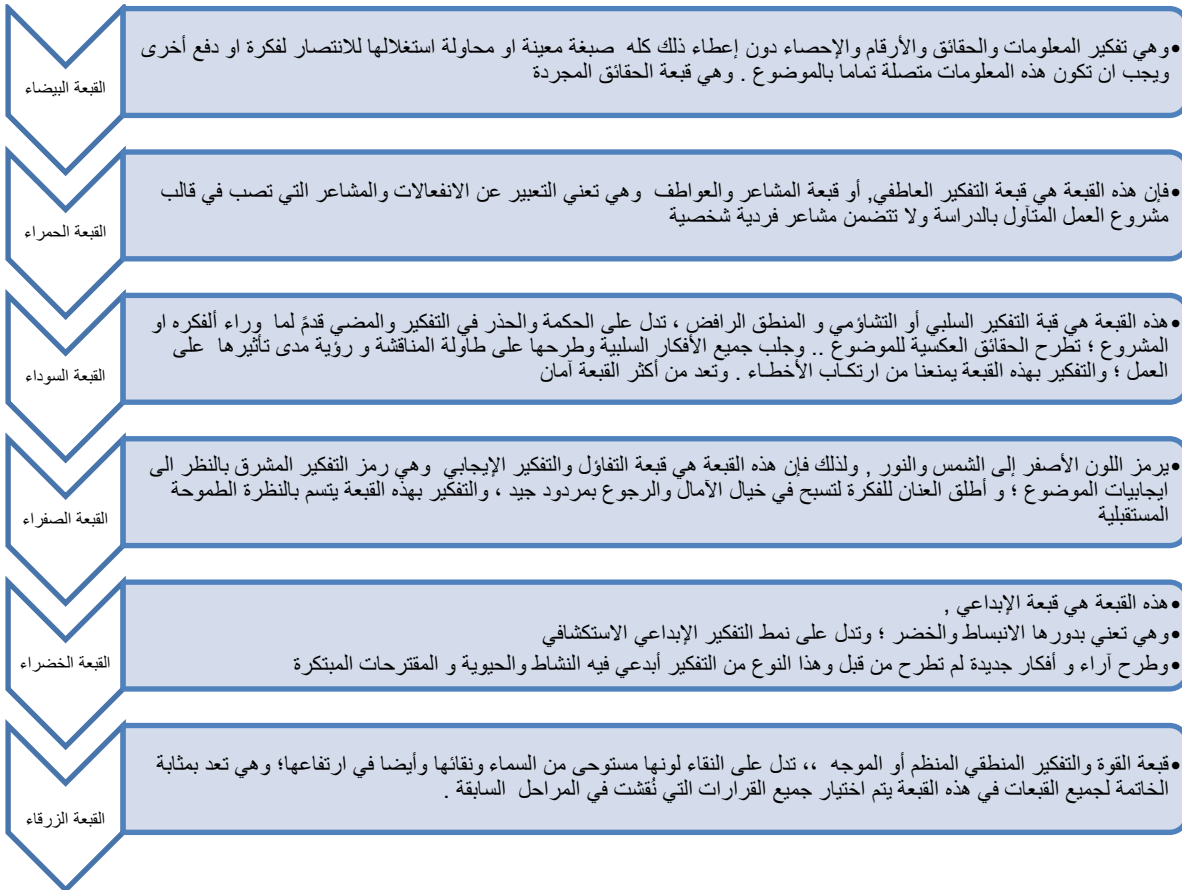 القبعة البيضاء
•وهي تفكير المعلومات والحقائق والأرقام والإحصاء دون إعطاء ذلك كله صبغة معينة او محاولة استغلالها للانتصار لفكرة او دفع أخرى
ويجب ان تكون هذه المعلومات متصلة تماما بالموضوع . وهي قبعة الحقائق المجردة
القبعة الحمراء
•فإن هذه القبعة هي قبعة التفكير العاطفي, أو قبعة المشاعر والعواطف وهي تعني التعبير عن الانفعالات والمشاعر التي تصب في قالب
مشروع العمل المتآول بالدراسة ولا تتضمن مشاعر فردية شخصية
القبعة السوداء
•هذه القبعة هي قبة التفكير السلبي أو التشاؤمي و المنطق الرافض ، تدل على الحكمة والحذر في التفكير والمضي قدمً لما وراء ألفكره او
المشروع ؛ تطرح الحقائق العكسية للموضوع .. وجلب جميع الأفكار السلبية وطرحها على طاولة المناقشة و رؤية مدى تأثيرها على
العمل ؛ والتفكير بهذه القبعة يمنعنا من ارتكـاب الأخطـاء . وتعد من أكثر القبعة آمان
القبعة الصفراء
•يرمز اللون الأصفر إلى الشمس والنور , ولذلك فإن هذه القبعة هي قبعة التفاؤل والتفكير الإيجابي وهي رمز التفكير المشرق بالنظر الى
ايجابيات الموضوع ؛ و أطلق العنان للفكرة لتسبح في خيال الآمال والرجوع بمردود جيد ، والتفكير بهذه القبعة يتسم بالنظرة الطموحة
المستقبلية
القبعة الخضراء
•هذه القبعة هي قبعة الإبداعي ,
•وهي تعني بدورها الانبساط والخضر ؛ وتدل على نمط التفكير الإبداعي الاستكشافي
•وطرح آراء و أفكار جديدة لم تطرح من قبل وهذا النوع من التفكير أبدعي فيه النشاط والحيوية و المقترحات المبتكرة
القبعة الزرقاء
•قبعة القوة والتفكير المنطقي المنظم أو الموجه ،، تدل على النقاء لونها مستوحى من السماء ونقائها وأيضا في ارتفاعها؛ وهي تعد بمثابة
الخاتمة لجميع القبعات في هذه القبعة يتم اختيار جميع القرارات التي نُقشت في المراحل السابقة .